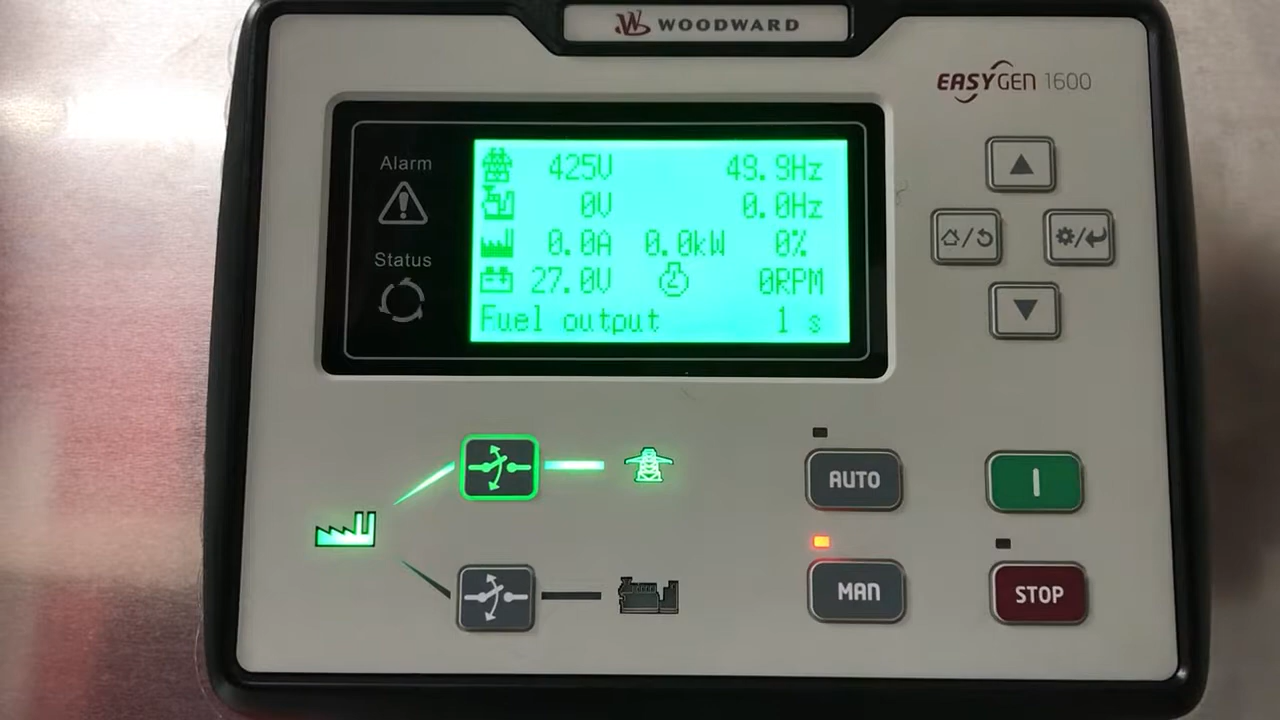 WOODWARD
EASYGEN 1600
Alarm
Status
425V 49.9Hz
0V 0.0Hz
0.0A 0.0kW 0%
27.0V 0RPM
Fuel output 1 s
AUTO
I
MAN
STOP